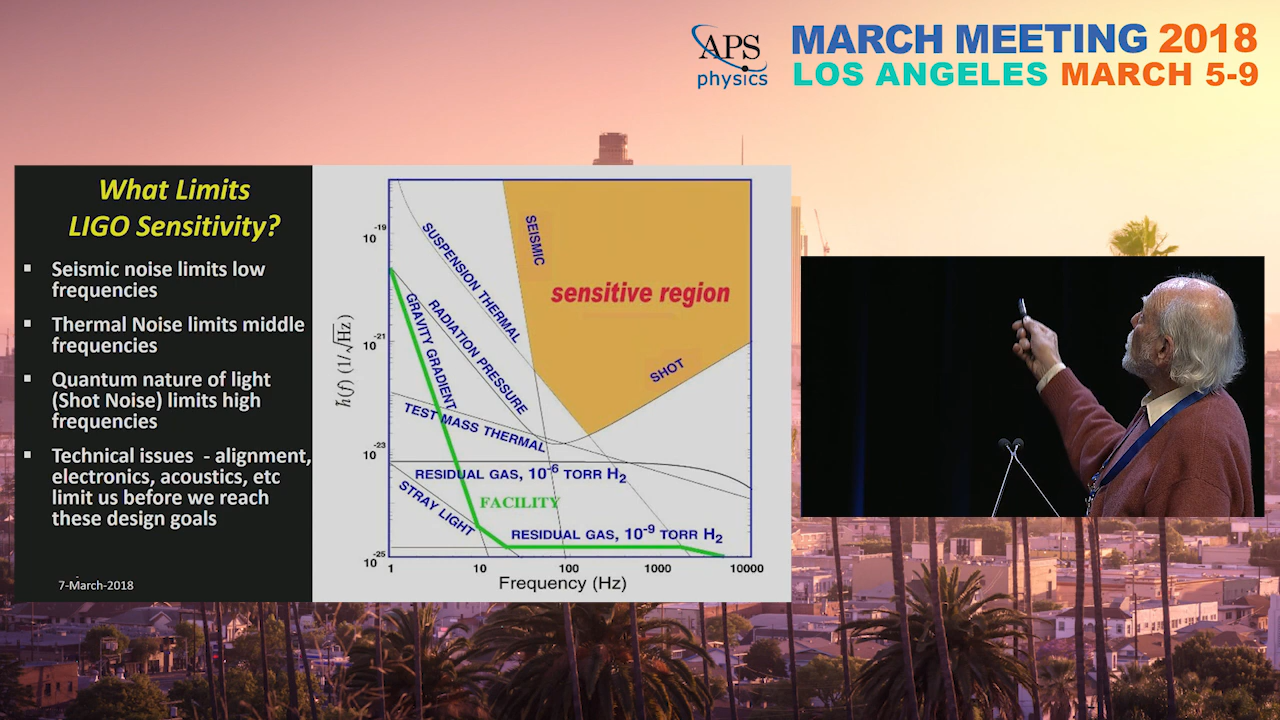 APS
physics
MARCH MEETING 2018
LOS ANGELES MARCH 5-9
What Limits
LIGO Sensitivity?
▪ Seismic noise limits low
frequencies
▪ Thermal Noise limits middle
frequencies
▪ Quantum nature of light
(Shot Noise) limits high
frequencies
▪ Technical issues - alignment,
electronics, acoustics, etc
limit us before we reach
these design goals
7-March-2018
h(f) (1/√Hz)
10⁻¹⁹
10⁻²¹
10⁻²³
10⁻²⁵
SUSPENSION THERMAL
SEISMIC
sensitive region
GRAVITY GRADIENT
RADIATION PRESSURE
SHOT
TEST MASS THERMAL
RESIDUAL GAS, 10⁻⁶ TORR H₂
STRAY LIGHT
FACILITY
RESIDUAL GAS, 10⁻⁹ TORR H₂
1 10 100 1000 10000
Frequency (Hz)